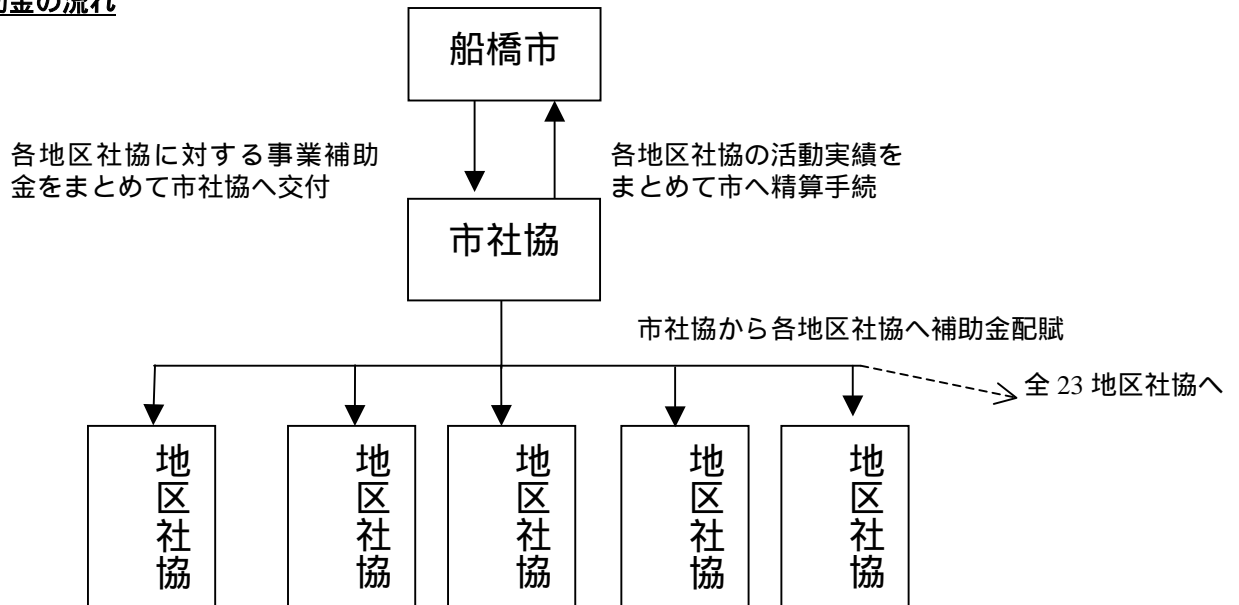 金の流れ
船橋市
各地区社協に対する事業補助
金をまとめて市社協へ交付
各地区社協の活動実績を
まとめて市へ精算手続
市社協
市社協から各地区社協へ補助金配賦
全 23 地区社協へ
地区社協
地区社協
地区社協
地区社協
地区社協